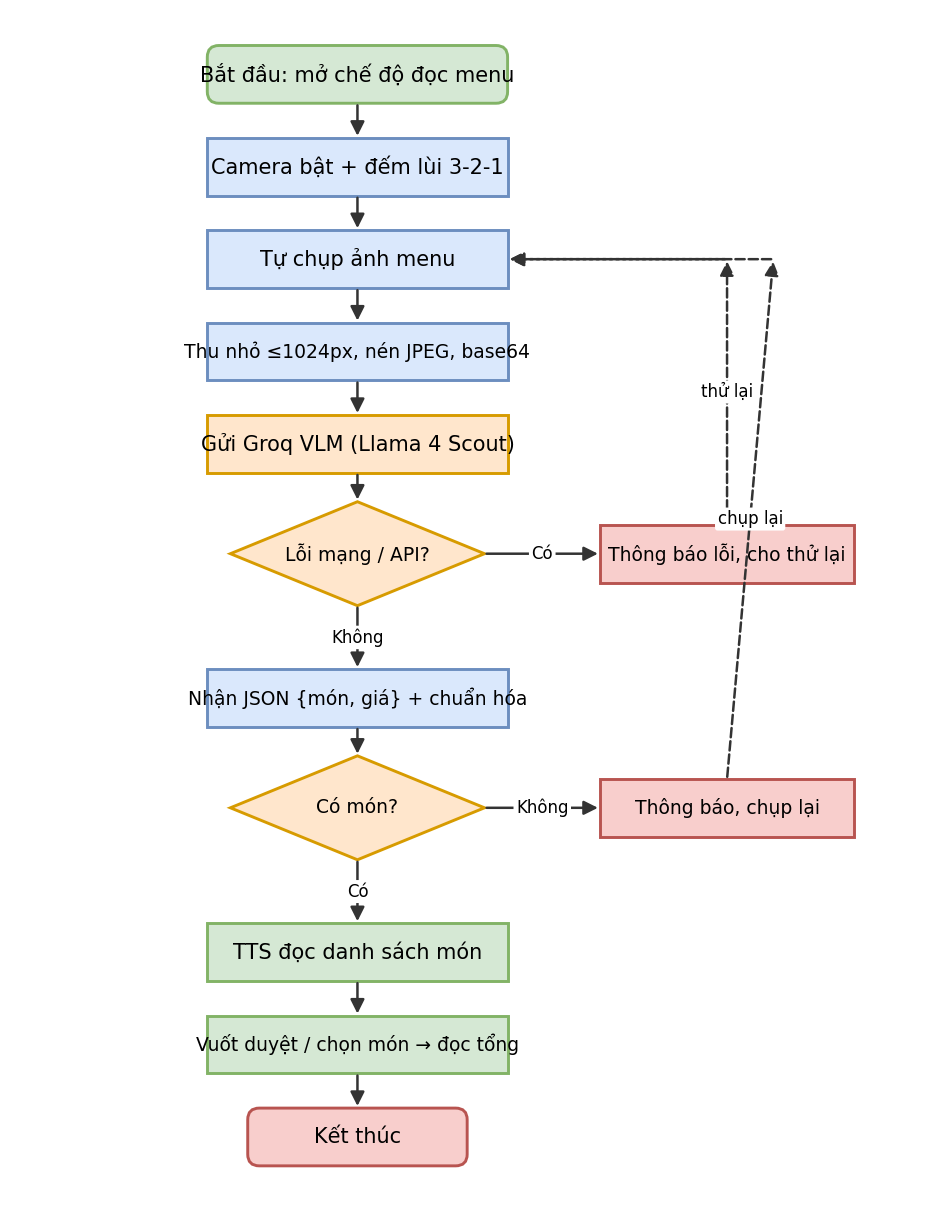 Bắt đầu: mở chế độ đọc menu
Camera bật + đếm lùi 3-2-1
Tự chụp ảnh menu
Thu nhỏ ≤1024px, nén JPEG, base64
thử lại
Gửi Groq VLM (Llama 4 Scout)
chụp lại
Lỗi mạng / API?
Có
Thông báo lỗi, cho thử lại
Không
Nhận JSON {món, giá} + chuẩn hóa
Có món?
Không
Thông báo, chụp lại
Có
TTS đọc danh sách món
Vuốt duyệt / chọn món → đọc tổng
Kết thúc